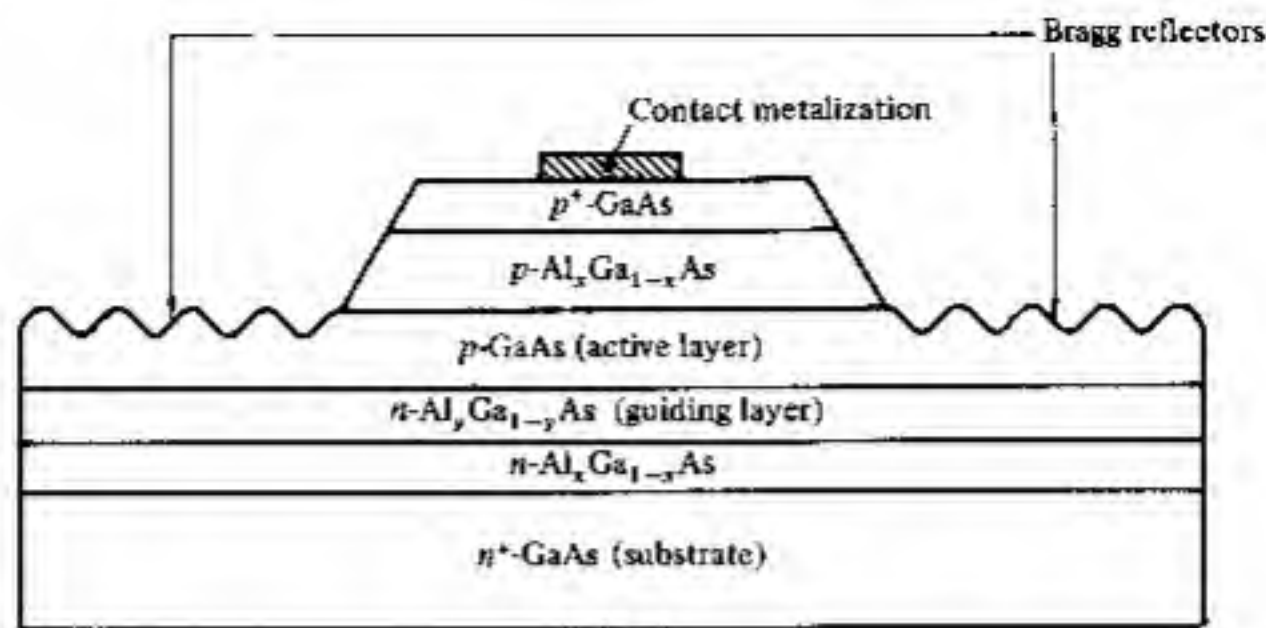 Bragg reflectors
Contact metalization
p⁺-GaAs
p-AlₓGa₁₋ₓAs
p-GaAs (active layer)
n-AlᵧGa₁₋ᵧAs (guiding layer)
n-AlₓGa₁₋ₓAs
n⁺-GaAs (substrate)